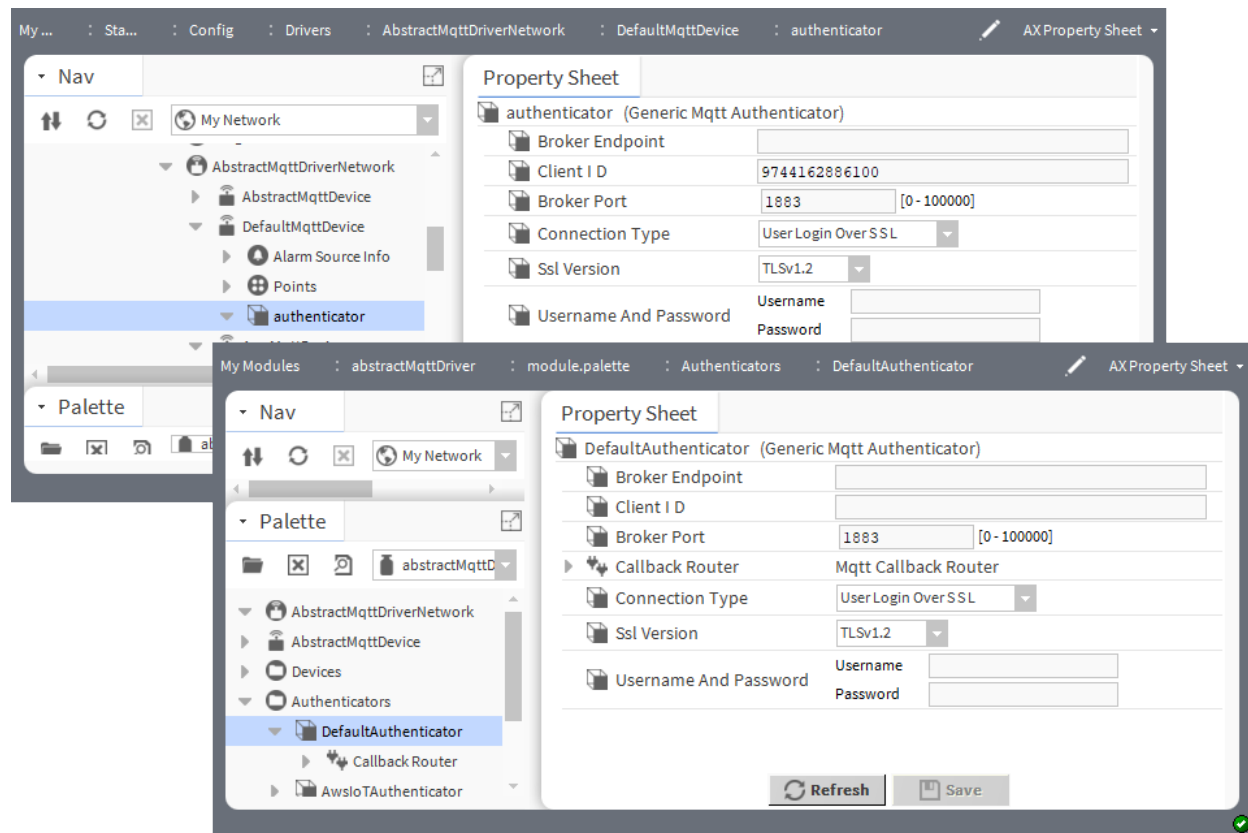 My ... : Sta... : Config : Drivers : AbstractMqttDriverNetwork : DefaultMqttDevice : authenticator AX Property Sheet
Nav
My Network
AbstractMqttDriverNetwork
AbstractMqttDevice
DefaultMqttDevice
Alarm Source Info
Points
authenticator
Palette
Property Sheet
authenticator (Generic Mqtt Authenticator)
Broker Endpoint
Client I D 9744162886100
Broker Port 1883 [0 - 100000]
Connection Type User Login Over S S L
Ssl Version TLSv1.2
Username And Password Username
Password
My Modules : abstractMqttDriver : module.palette : Authenticators : DefaultAuthenticator AX Property Sheet
Nav
My Network
Palette
abstractMqttD
AbstractMqttDriverNetwork
AbstractMqttDevice
Devices
Authenticators
DefaultAuthenticator
Callback Router
AwsIoTAuthenticator
Property Sheet
DefaultAuthenticator (Generic Mqtt Authenticator)
Broker Endpoint
Client I D
Broker Port 1883 [0 - 100000]
Callback Router Mqtt Callback Router
Connection Type User Login Over S S L
Ssl Version TLSv1.2
Username And Password Username
Password
Refresh Save